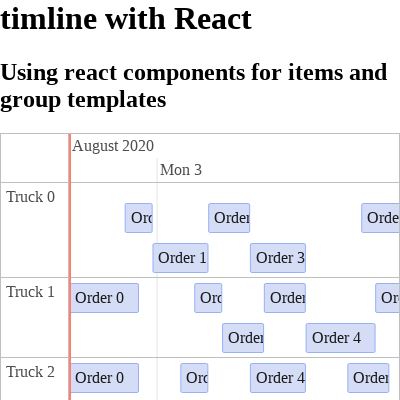 timline with React
Using react components for items and
group templates
August 2020
Mon 3
Truck 0
Ord
Order
Orde
Order 1
Order 3
Truck 1
Order 0
Ord
Order
Or
Order
Order 4
Truck 2
Order 0
Ord
Order 4
Order